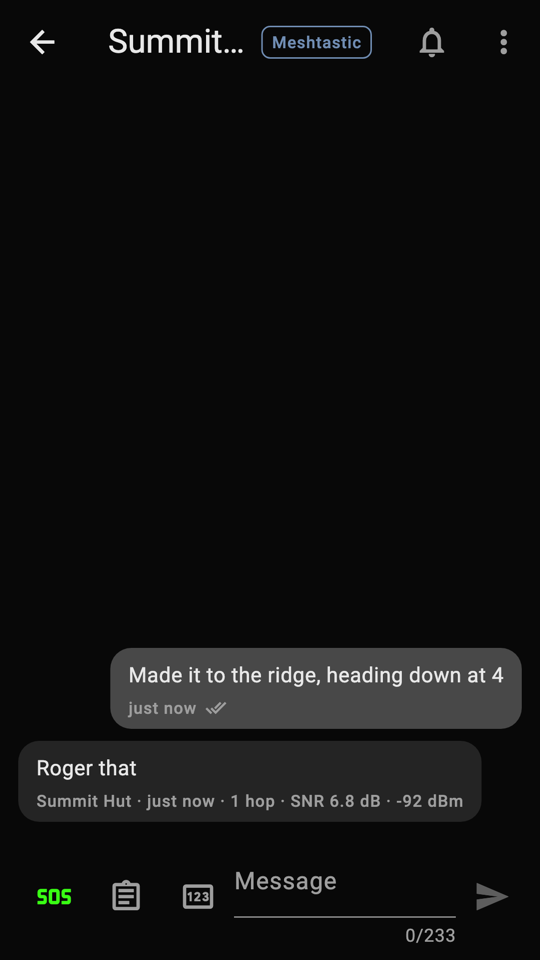 Summit...
Meshtastic
Made it to the ridge, heading down at 4
just now
Roger that
Summit Hut · just now · 1 hop · SNR 6.8 dB · -92 dBm
SOS
123
Message
0/233